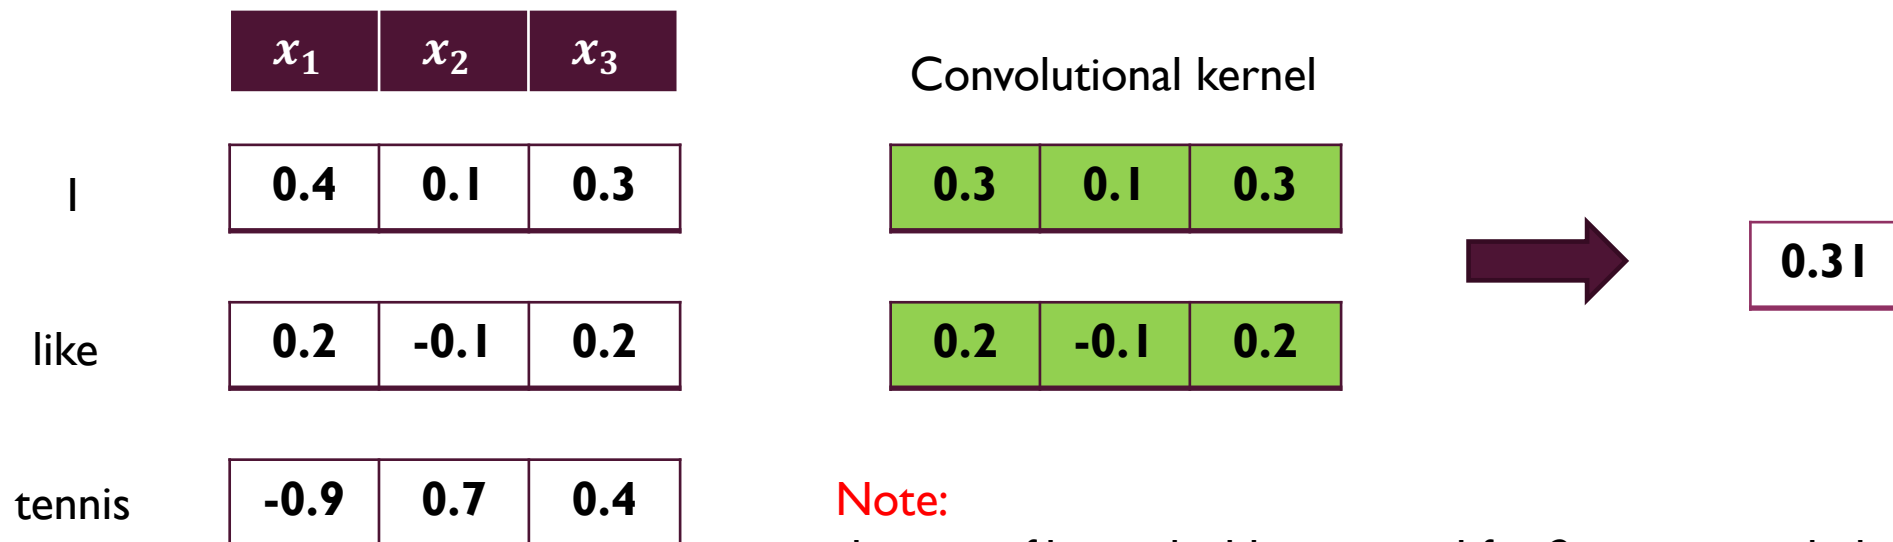 x₁ x₂ x₃
Convolutional kernel
I 0.4 0.1 0.3 0.3 0.1 0.3
0.31
like 0.2 -0.1 0.2 0.2 -0.1 0.2
tennis -0.9 0.7 0.4
Note: